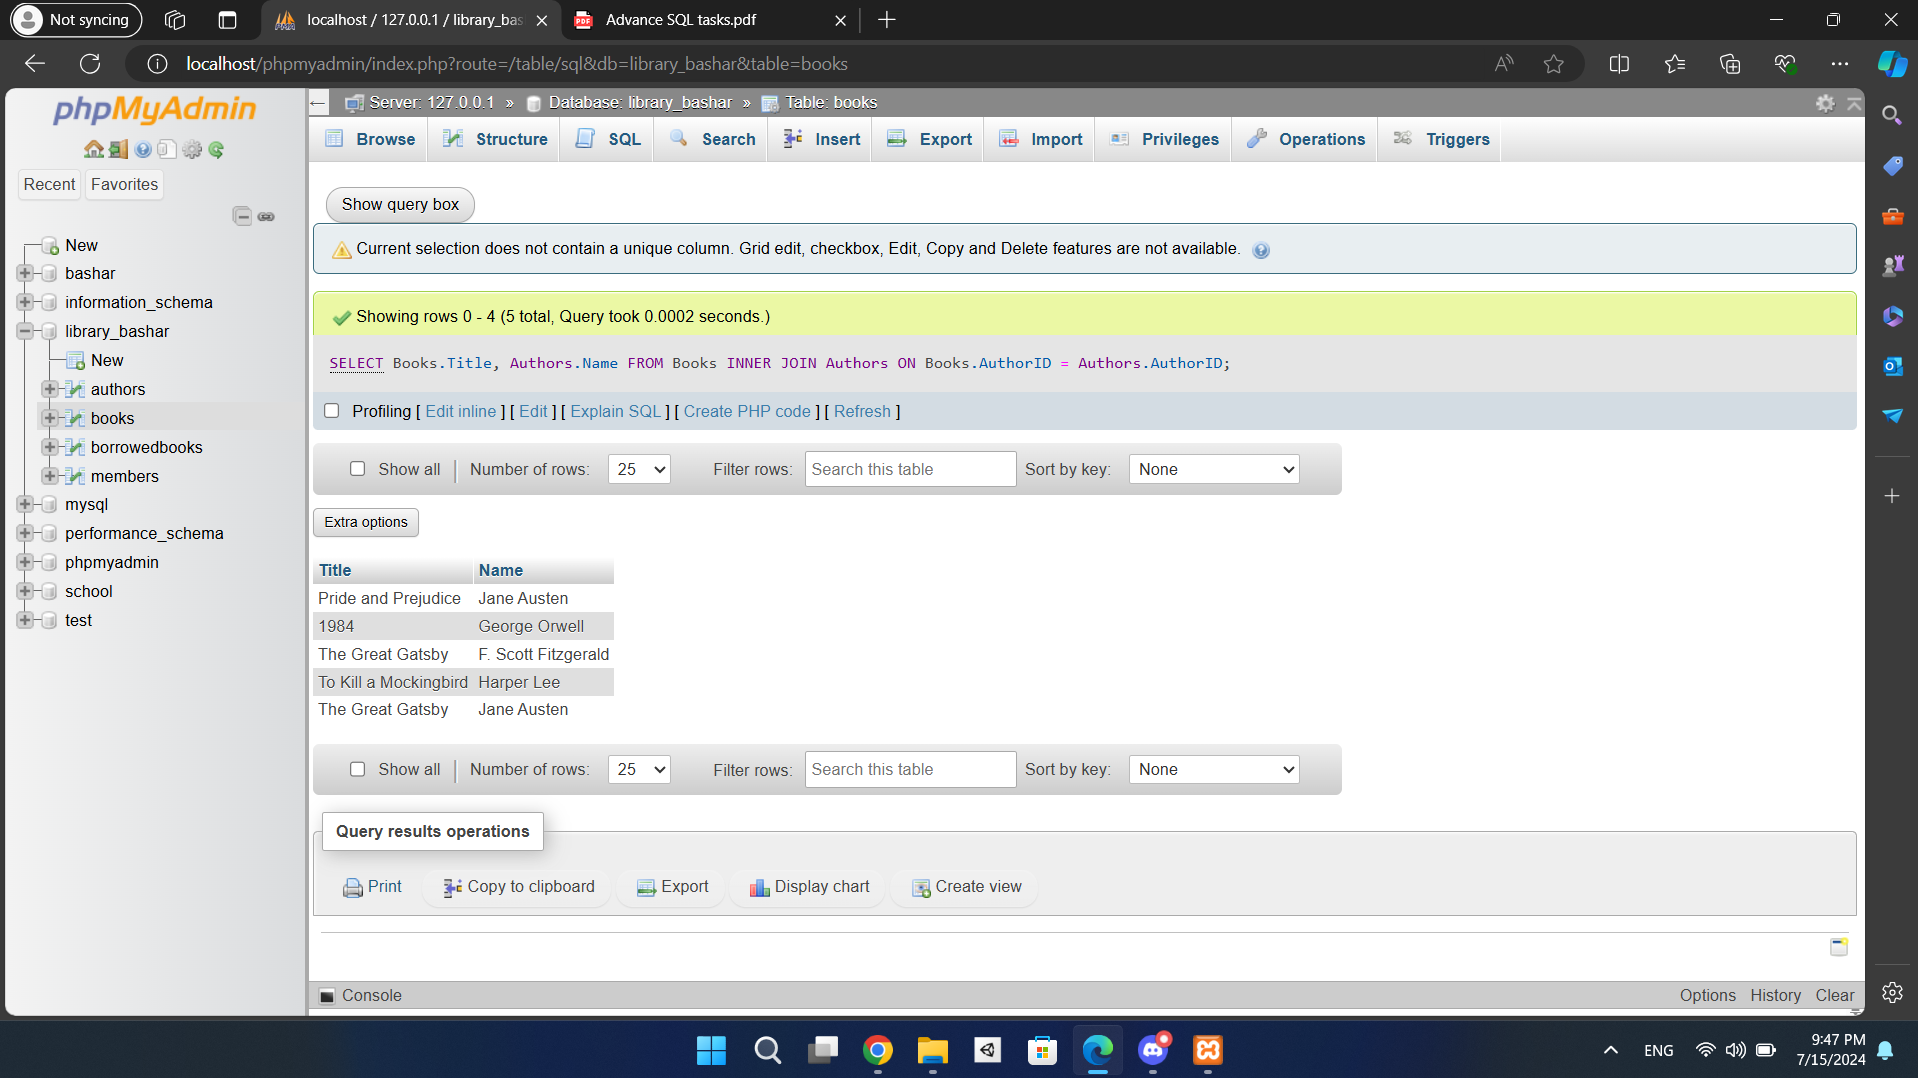 Not syncing
localhost / 127.0.0.1 / library_bas
Advance SQL tasks.pdf
localhost/phpmyadmin/index.php?route=/table/sql&db=library_bashar&table=books
phpMyAdmin
Recent
Favorites
New
bashar
information_schema
library_bashar
New
authors
books
borrowedbooks
members
mysql
performance_schema
phpmyadmin
school
test
Server: 127.0.0.1 » Database: library_bashar » Table: books
Browse
Structure
SQL
Search
Insert
Export
Import
Privileges
Operations
Triggers
Show query box
Current selection does not contain a unique column. Grid edit, checkbox, Edit, Copy and Delete features are not available.
Showing rows 0 - 4 (5 total, Query took 0.0002 seconds.)
SELECT Books.Title, Authors.Name FROM Books INNER JOIN Authors ON Books.AuthorID = Authors.AuthorID;
Profiling [ Edit inline ] [ Edit ] [ Explain SQL ] [ Create PHP code ] [ Refresh ]
Show all | Number of rows: 25 Filter rows: Search this table Sort by key: None
Extra options
Title Name
Pride and Prejudice Jane Austen
1984 George Orwell
The Great Gatsby F. Scott Fitzgerald
To Kill a Mockingbird Harper Lee
The Great Gatsby Jane Austen
Show all | Number of rows: 25 Filter rows: Search this table Sort by key: None
Query results operations
Print
Copy to clipboard
Export
Display chart
Create view
Console
Options History Clear
ENG
9:47 PM
7/15/2024